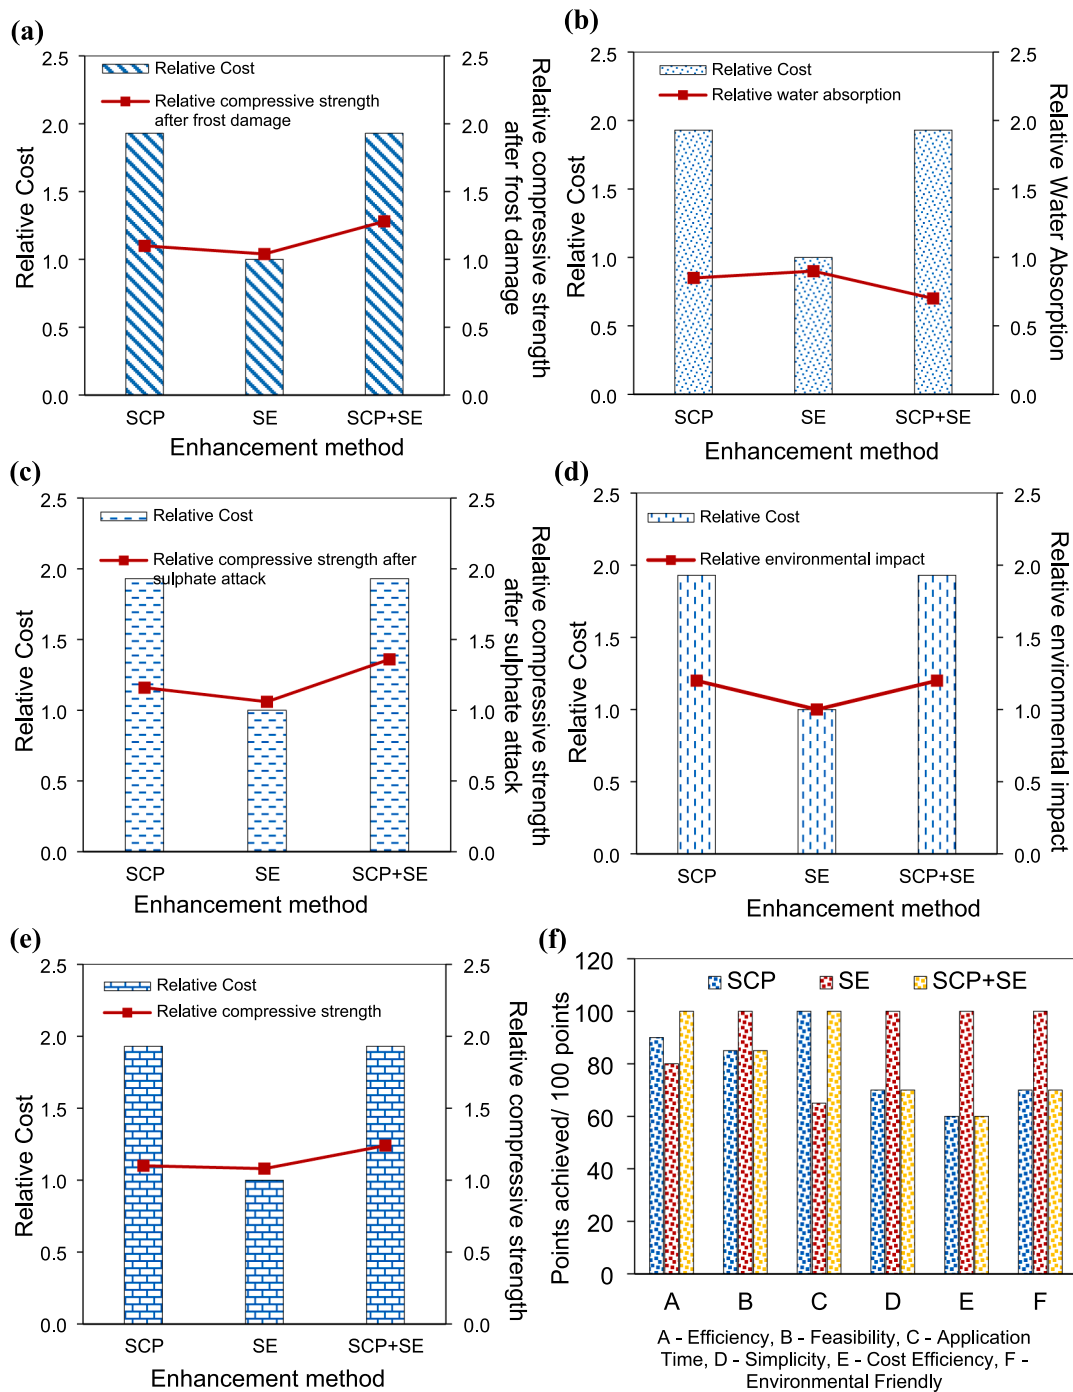 (a)
2.5
2.0
1.5
1.0
0.5
0.0
Relative Cost
Relative Cost
Relative compressive strength
after frost damage
2.5
2.0
1.5
1.0
0.5
0.0
Relative compressive strength
after frost damage
SCP
SE
SCP+SE
Enhancement method
(b)
2.5
2.0
1.5
1.0
0.5
0.0
Relative Cost
Relative Cost
Relative water absorption
2.5
2.0
1.5
1.0
0.5
0.0
Relative Water Absorption
SCP
SE
SCP+SE
Enhancement method
(c)
2.5
2.0
1.5
1.0
0.5
0.0
Relative Cost
Relative Cost
Relative compressive strength after
sulphate attack
2.5
2.0
1.5
1.0
0.5
0.0
Relative compressive strength
after sulphate attack
SCP
SE
SCP+SE
Enhancement method
(d)
2.5
2.0
1.5
1.0
0.5
0.0
Relative Cost
Relative Cost
Relative environmental impact
2.5
2.0
1.5
1.0
0.5
0.0
Relative environmental impact
SCP
SE
SCP+SE
Enhancement method
(e)
2.5
2.0
1.5
1.0
0.5
0.0
Relative Cost
Relative Cost
Relative compressive strength
2.5
2.0
1.5
1.0
0.5
0.0
Relative compressive strength
SCP
SE
SCP+SE
Enhancement method
(f)
120
100
80
60
40
20
0
Points achieved/ 100 points
SCP
SE
SCP+SE
A
B
C
D
E
F
A - Efficiency, B - Feasibility, C - Application
Time, D - Simplicity, E - Cost Efficiency, F -
Environmental Friendly